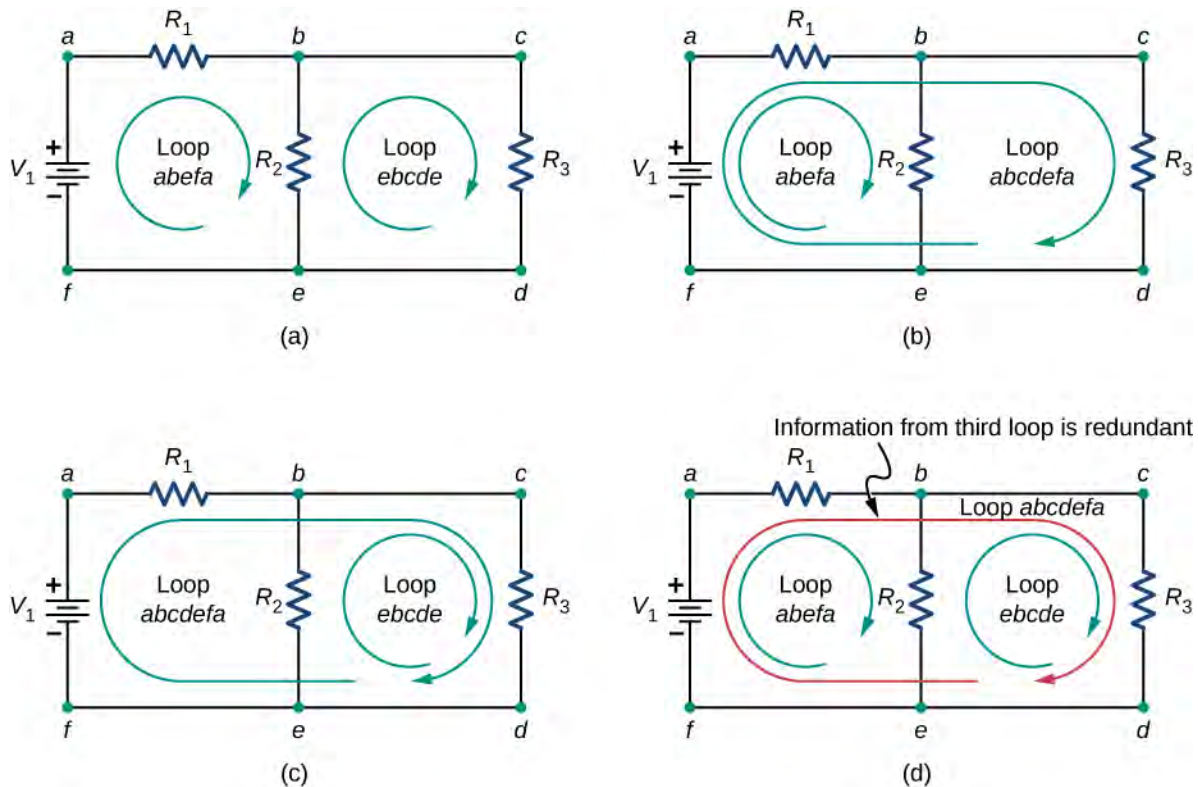 R1
a b c
V1 + −
Loop
abefa
R2
Loop
ebcde
R3
f e d
(a)
R1
a b c
V1 + −
Loop
abefa
R2
Loop
abcdefa
R3
f e d
(b)
R1
a b c
V1 + −
Loop
abcdefa
R2
Loop
ebcde
R3
f e d
(c)
Information from third loop is redundant
R1
a b c
Loop abcdefa
V1 + −
Loop
abefa
R2
Loop
ebcde
R3
f e d
(d)